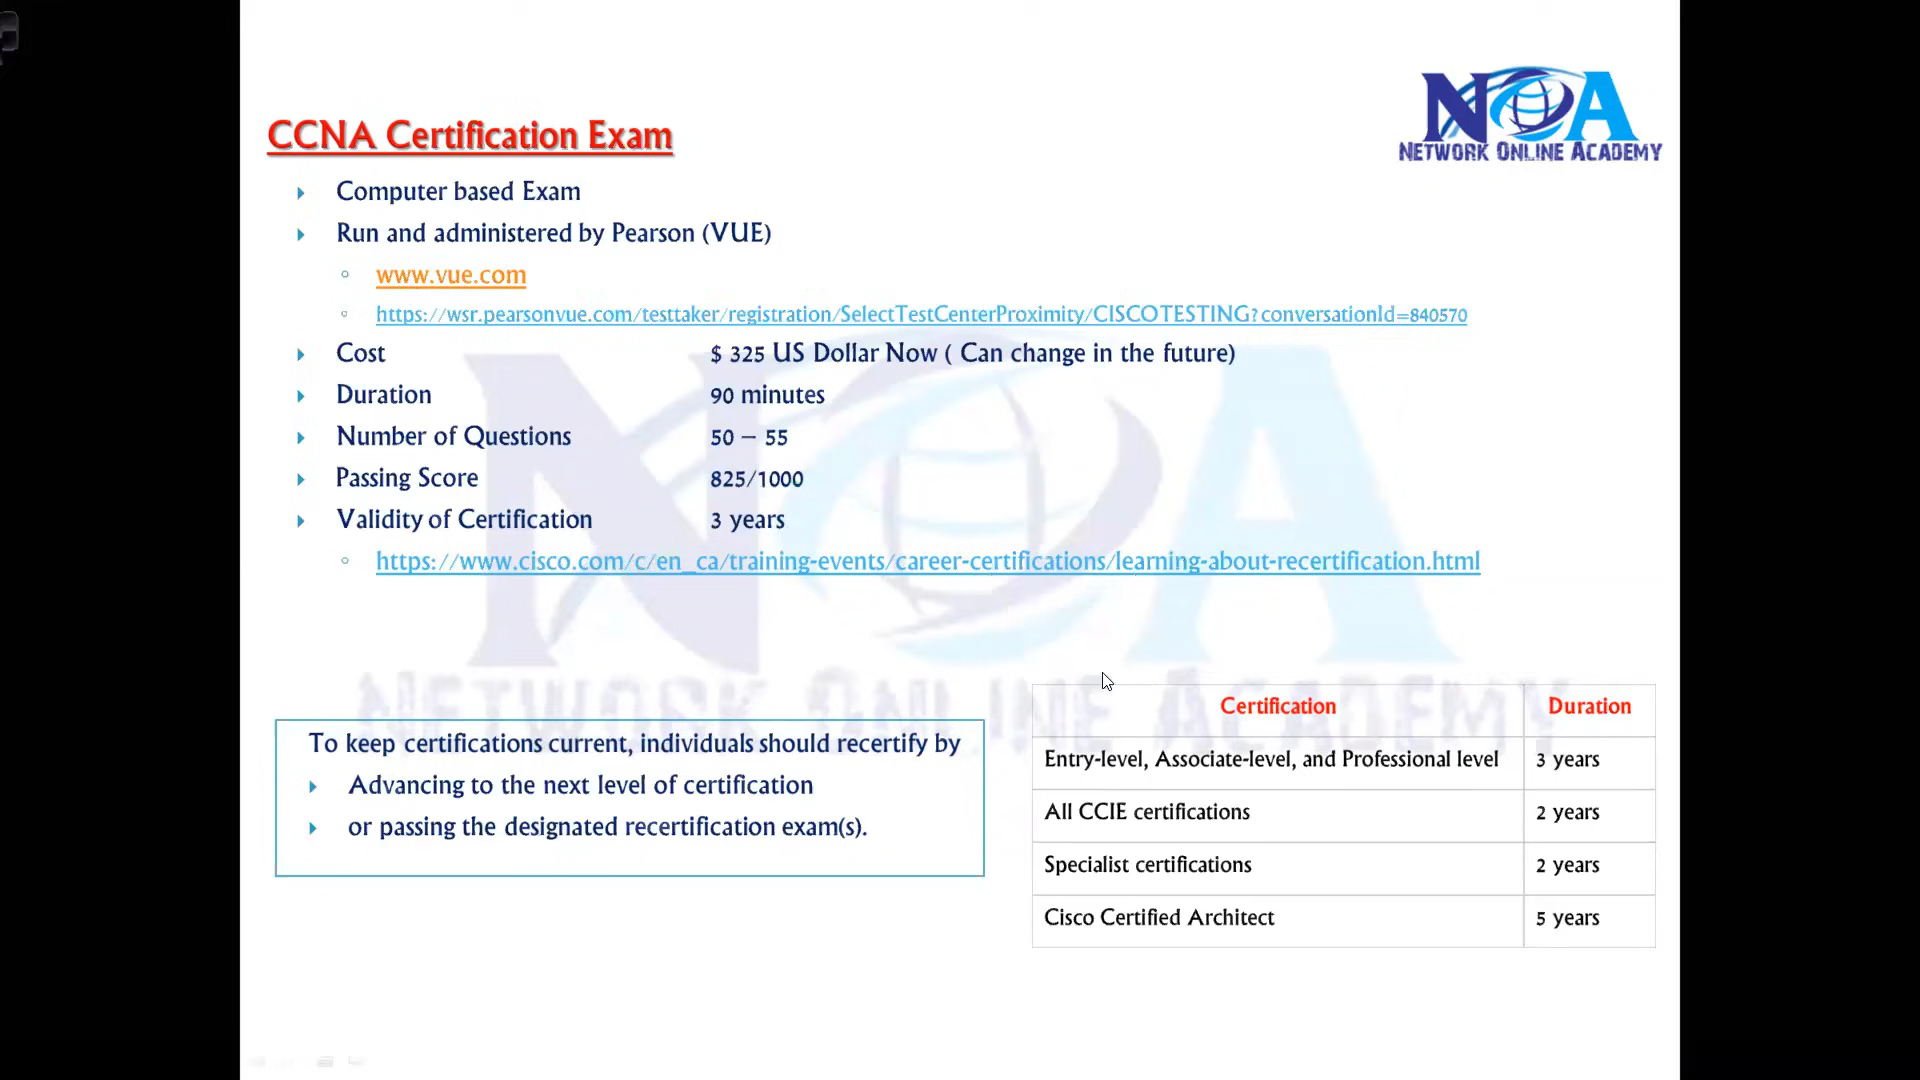 NOA
NETWORK ONLINE ACADEMY
CCNA Certification Exam
Computer based Exam
Run and administered by Pearson (VUE)
www.vue.com
https://wsr.pearsonvue.com/testtaker/registration/SelectTestCenterProximity/CISCOTESTING?conversationId=840570
Cost $ 325 US Dollar Now ( Can change in the future)
Duration 90 minutes
Number of Questions 50 – 55
Passing Score 825/1000
Validity of Certification 3 years
https://www.cisco.com/c/en_ca/training-events/career-certifications/learning-about-recertification.html
NOA
NETWORK ONLINE ACADEMY
To keep certifications current, individuals should recertify by
Advancing to the next level of certification
or passing the designated recertification exam(s).
Certification Duration
Entry-level, Associate-level, and Professional level 3 years
All CCIE certifications 2 years
Specialist certifications 2 years
Cisco Certified Architect 5 years